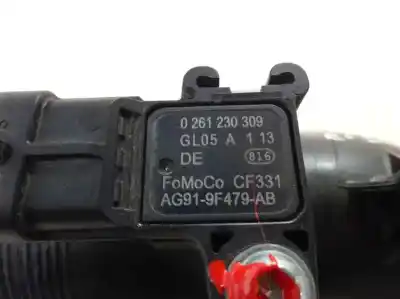 0 261 230 309
GL05 A 1 13
DE 816
FoMoCo CF331
AG91-9F479-AB